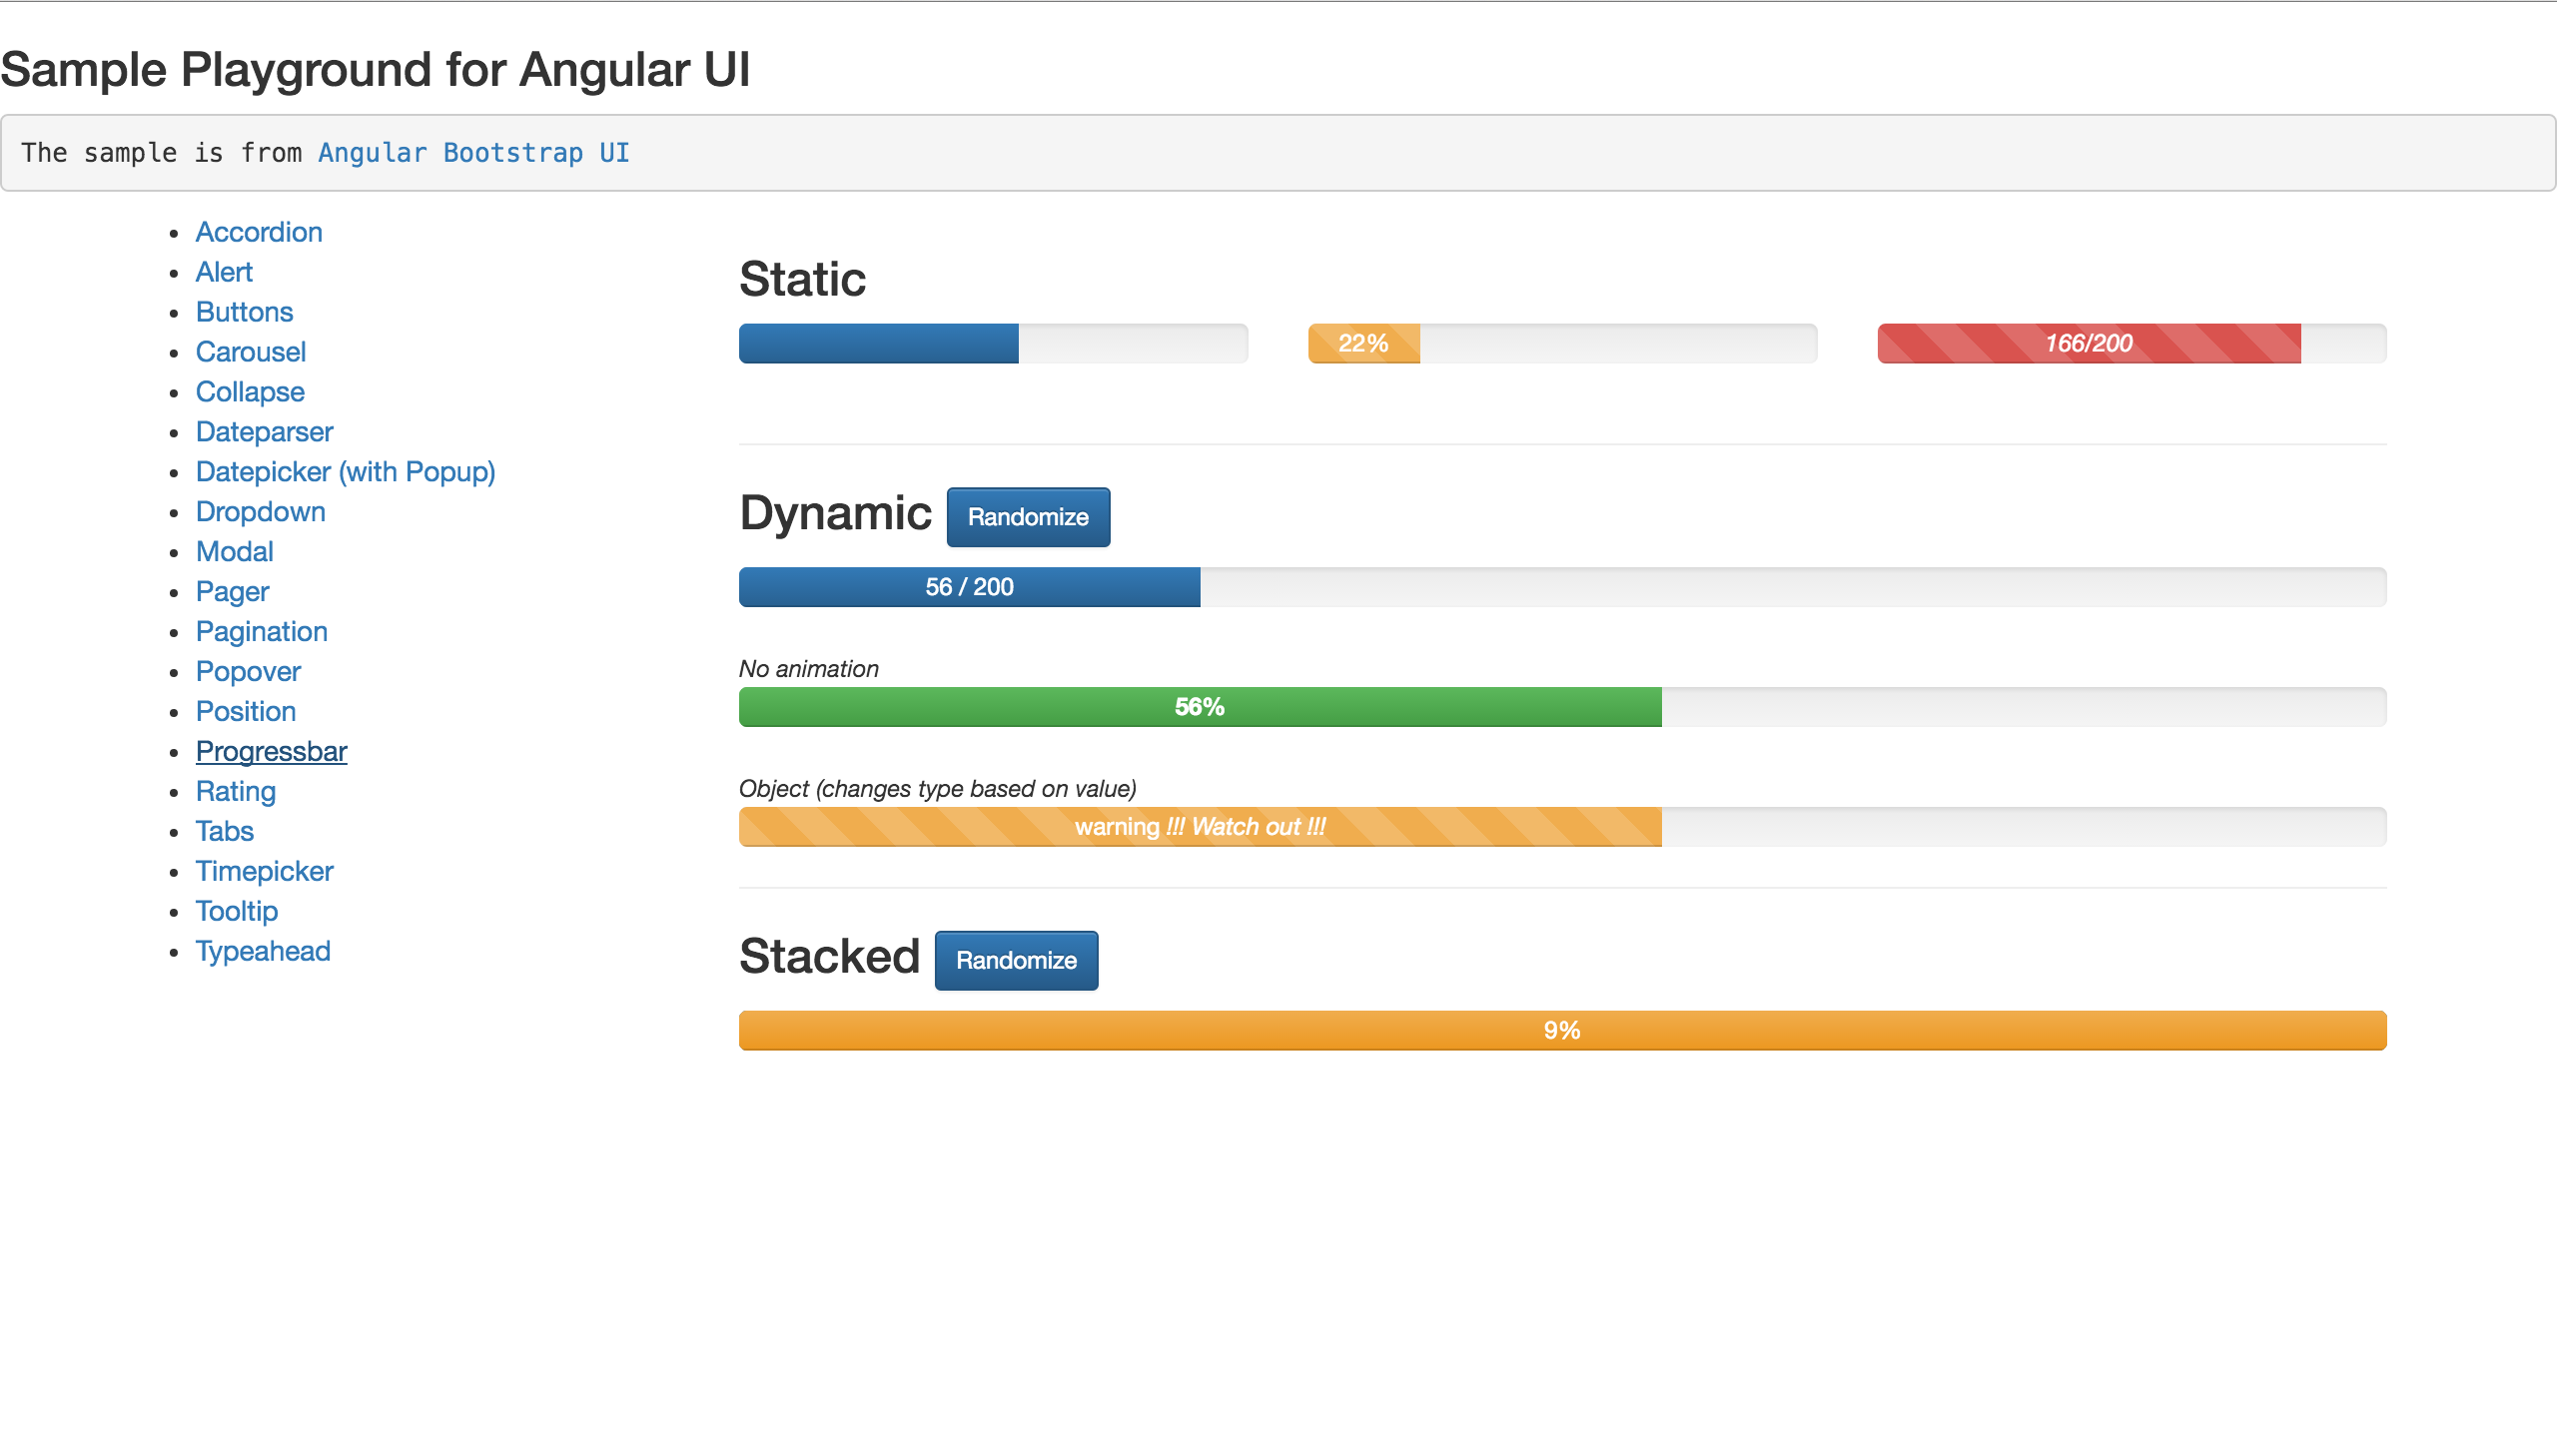 Sample Playground for Angular UI
The sample is from Angular Bootstrap UI
Accordion
Alert
Buttons
Carousel
Collapse
Dateparser
Datepicker (with Popup)
Dropdown
Modal
Pager
Pagination
Popover
Position
Progressbar
Rating
Tabs
Timepicker
Tooltip
Typeahead
Static
22%
166/200
Dynamic Randomize
56 / 200
No animation
56%
Object (changes type based on value)
warning !!! Watch out !!!
Stacked Randomize
9%